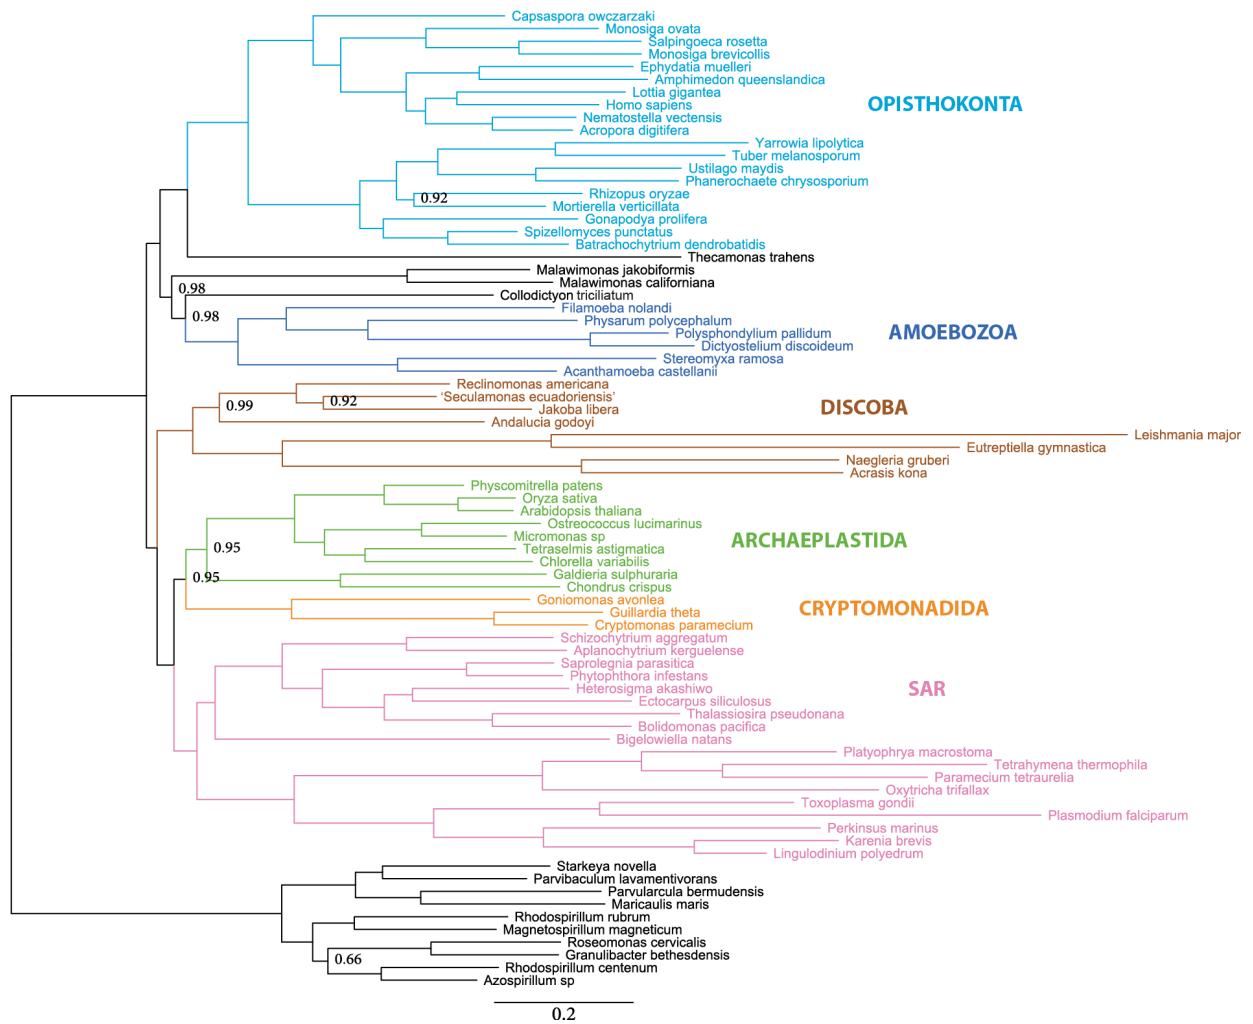 Capsaspora owczarzaki
Monosiga ovata
Salpingoeca rosetta
Monosiga brevicollis
Ephydatia muelleri
Amphimedon queenslandica
Lottia gigantea
OPISTHOKONTA
Homo sapiens
Nematostella vectensis
Acropora digitifera
Yarrowia lipolytica
Tuber melanosporum
Ustilago maydis
Phanerochaete chrysosporium
Rhizopus oryzae
0.92
Mortierella verticillata
Gonapodya prolifera
Spizellomyces punctatus
Batrachochytrium dendrobatidis
Thecamonas trahens
Malawimonas jakobiformis
Malawimonas californiana
0.98
Collodictyon triciliatum
Filamoeba nolandi
0.98
Physarum polycephalum
AMOEBOZOA
Polysphondylium pallidum
Dictyostelium discoideum
Stereomyxa ramosa
Acanthamoeba castellanii
Reclinomonas americana
'Seculamonas ecuadoriensis'
0.92
0.99
DISCOBA
Jakoba libera
Andalucia godoyi
Leishmania major
Eutreptiella gymnastica
Naegleria gruberi
Acrasis kona
Physcomitrella patens
Oryza sativa
Arabidopsis thaliana
Ostreococcus lucimarinus
Micromonas sp
ARCHAEPLASTIDA
0.95
Tetraselmis astigmatica
Chlorella variabilis
Galdieria sulphuraria
0.95
Chondrus crispus
Goniomonas avonlea
CRYPTOMONADIDA
Guillardia theta
Cryptomonas paramecium
Schizochytrium aggregatum
Aplanochytrium kerguelense
Saprolegnia parasitica
Phytophthora infestans
Heterosigma akashiwo
SAR
Ectocarpus siliculosus
Thalassiosira pseudonana
Bolidomonas pacifica
Bigelowiella natans
Platyophrya macrostoma
Tetrahymena thermophila
Paramecium tetraurelia
Oxytricha trifallax
Toxoplasma gondii
Plasmodium falciparum
Perkinsus marinus
Karenia brevis
Lingulodinium polyedrum
Starkeya novella
Parvibaculum lavamentivorans
Parvularcula bermudensis
Maricaulis maris
Rhodospirillum rubrum
Magnetospirillum magneticum
Roseomonas cervicalis
Granulibacter bethesdensis
0.66
Rhodospirillum centenum
Azospirillum sp
0.2